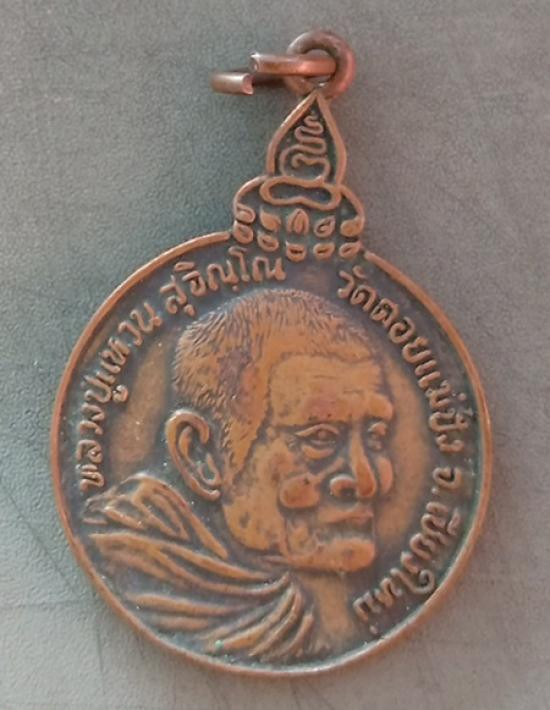 หลวงปู่แหวน สุจิณฺโณ
วัดดอยแม่ปั๋ง จ.เชียงใหม่